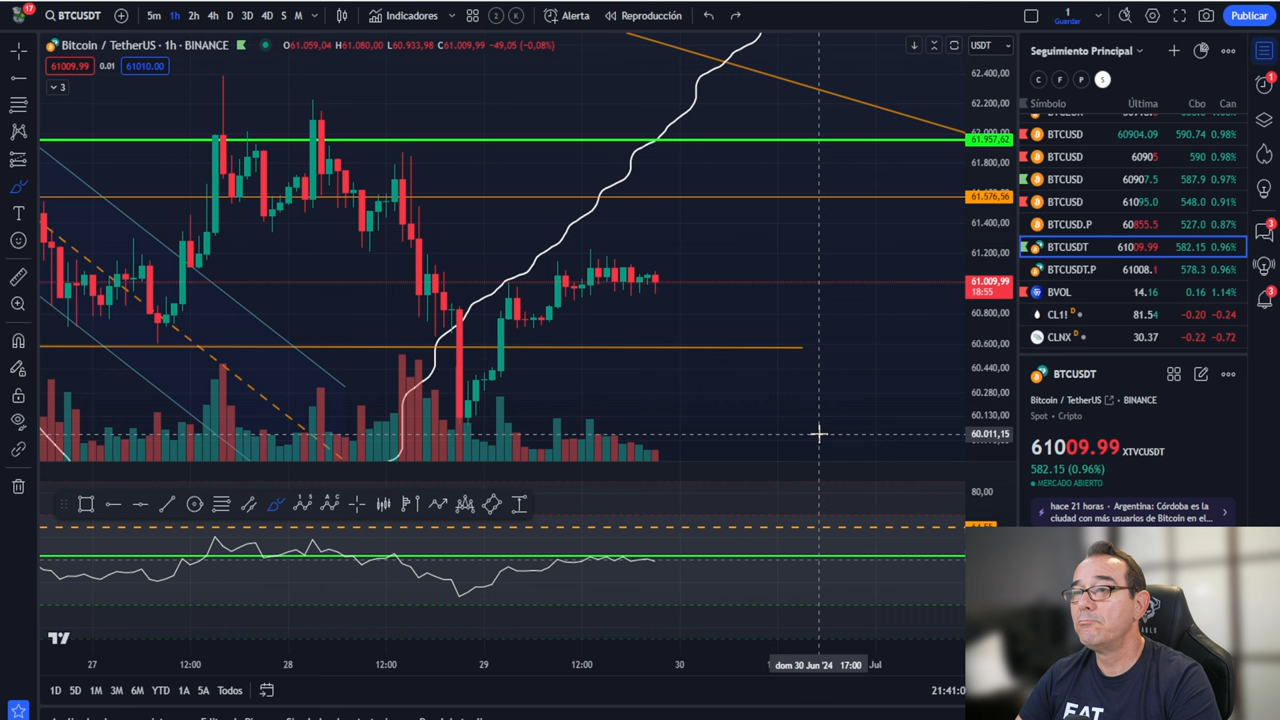 17
BTCUSDT
5m 1h 2h 4h D 3D 4D S M
Indicadores
2 K
Alerta
Reproducción
1
Guardar
Publicar
Bitcoin / TetherUS · 1h · BINANCE
O61.059,04 H61.080,00 L60.933,98 C61.009,99 −49,05 (−0,08%)
USDT
61009.99 0.01 61010.00
3
62.400,00
62.200,00
61.957,62
61.800,00
61.576,56
61.400,00
61.200,00
61.009,99
18:55
60.800,00
60.600,00
60.440,00
60.280,00
60.130,00
60.011,15
80,00
27 12:00 28 12:00 29 12:00 30 dom 30 Jun '24 17:00 Jul
1D 5D 1M 3M 6M YTD 1A 5A Todos
21:41:0
Seguimiento Principal
C F P S
Símbolo Última Cbo Can
BTCUSD 60904.09 590.74 0.98%
BTCUSD 60905 590 0.98%
BTCUSD 60907.5 587.9 0.97%
BTCUSD 61095.0 548.0 0.91%
BTCUSD.P 60855.5 527.0 0.87%
BTCUSDT 61009.99 582.15 0.96%
BTCUSDT.P 61008.1 578.3 0.96%
BVOL 14.16 0.16 1.14%
CL1! D 81.54 −0.20 −0.24
CLNX D 30.37 −0.22 −0.72
BTCUSDT
Bitcoin / TetherUS · BINANCE
Spot • Cripto
61009.99 XTVCUSDT
582.15 (0.96%)
MERCADO ABIERTO
hace 21 horas • Argentina: Córdoba es la
ciudad con más usuarios de Bitcoin en el...
1
3
3
EAT